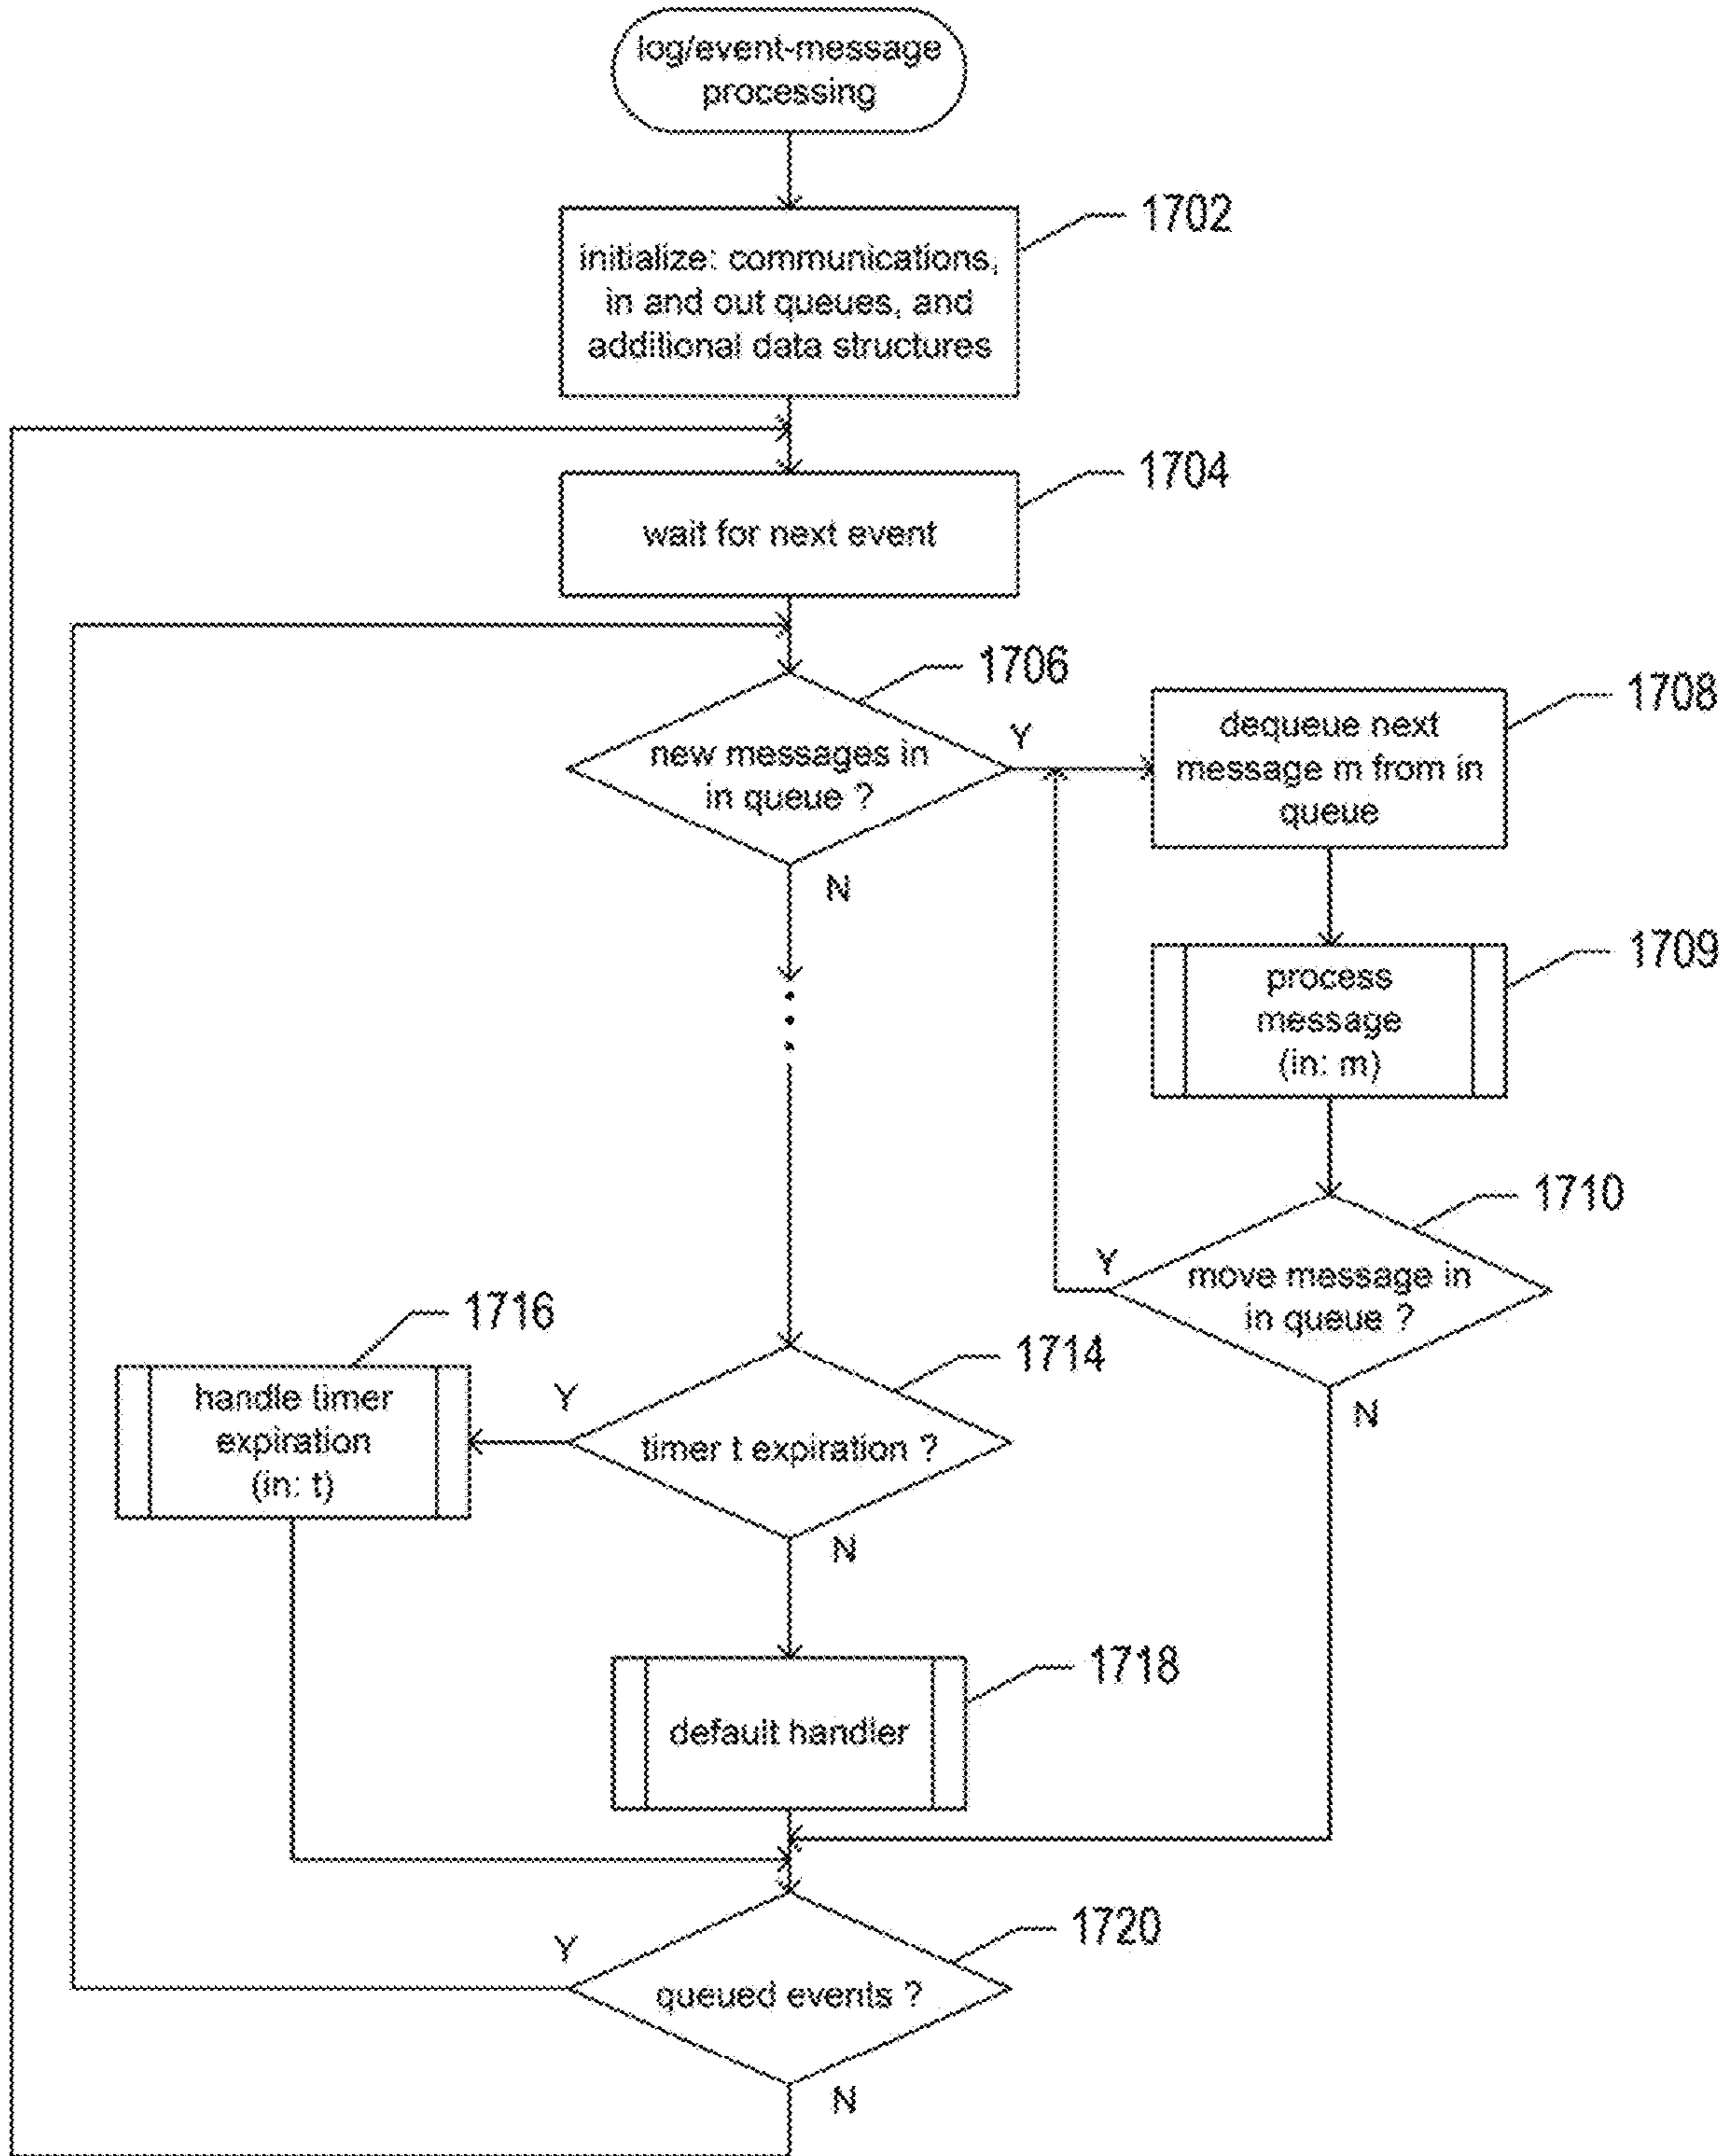 log/event-message
processing
1702
initialize: communications,
in and out queues, and
additional data structures
1704
wait for next event
1706
new messages in
in queue ?
Y
N
1708
dequeue next
message m from in
queue
1709
process
message
(in: m)
1710
move message in
in queue ?
Y
N
1716
handle timer
expiration
(in: t)
1714
Y
timer t expiration ?
N
1718
default handler
1720
Y
queued events ?
N